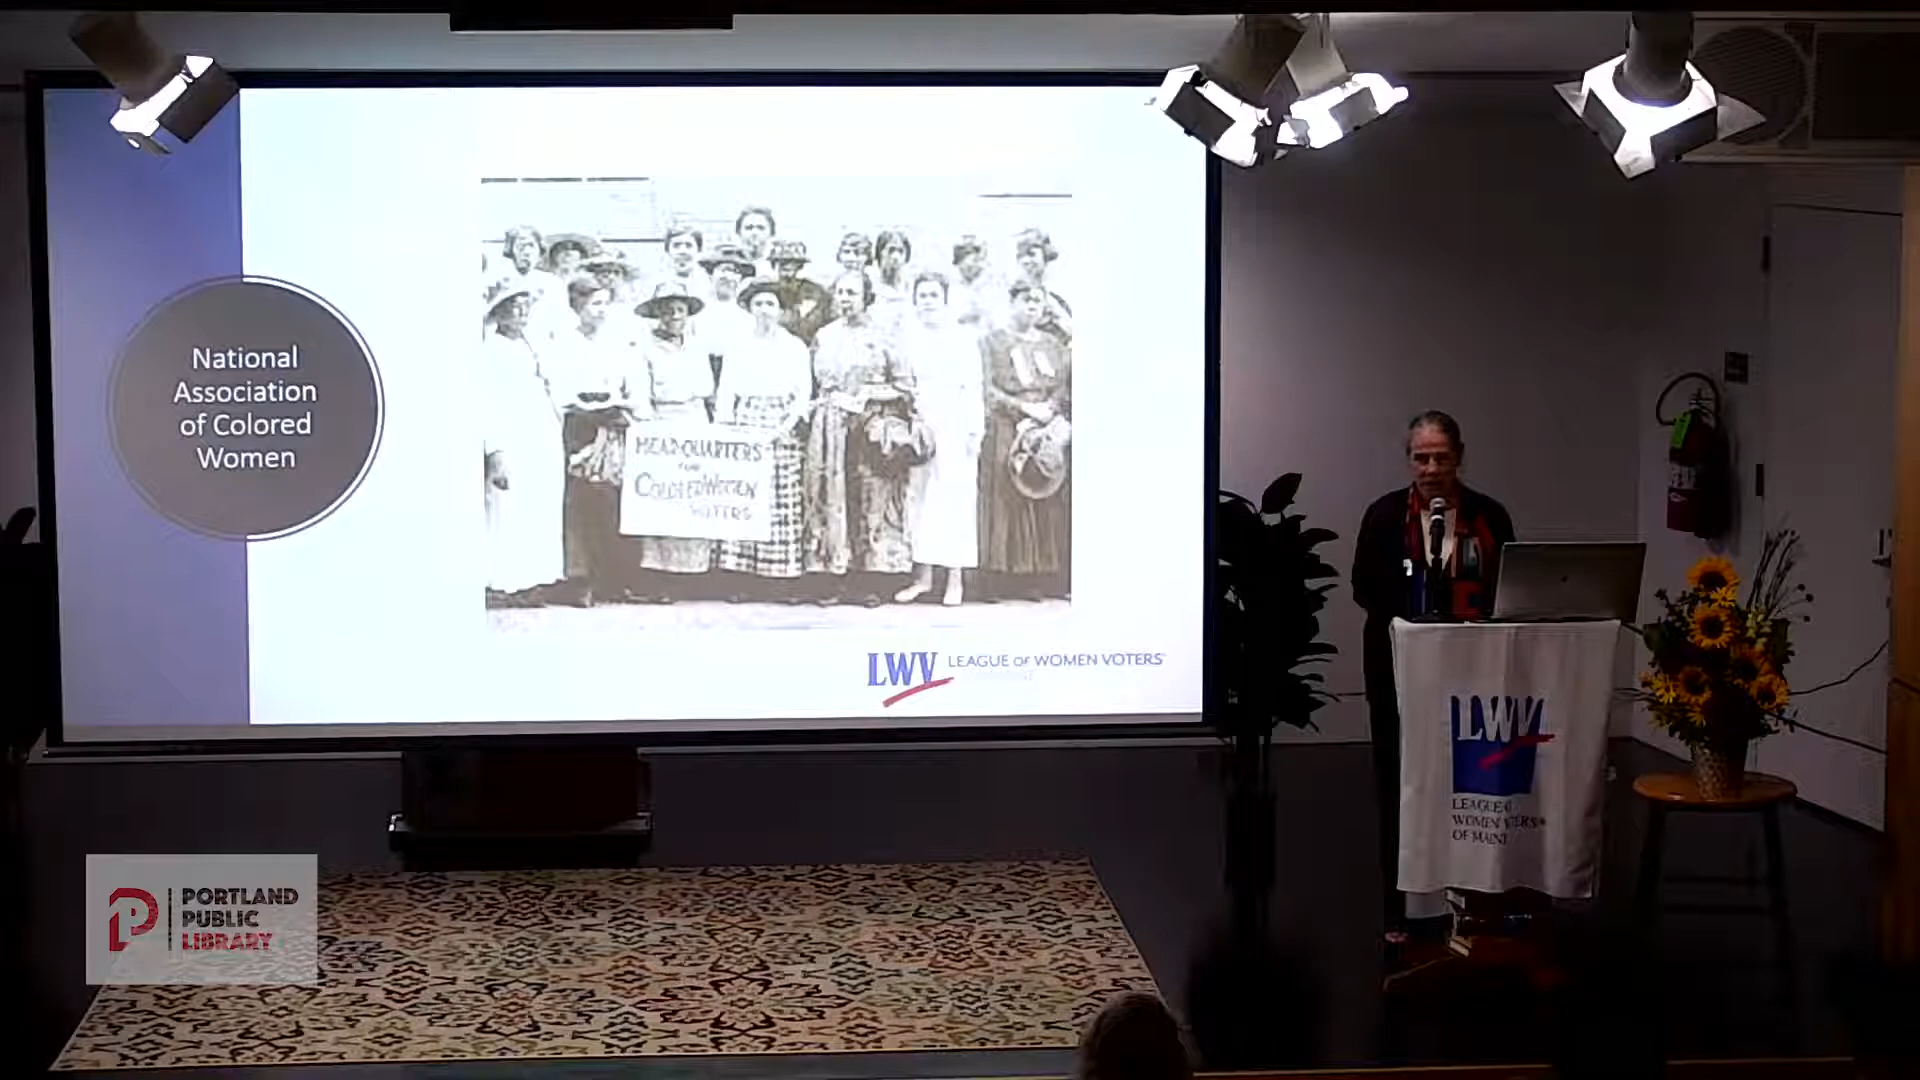 National
Association
of Colored
Women
HEADQUARTERS
FOR
COLORED WOMEN
VOTERS
LWV LEAGUE OF WOMEN VOTERS®
LWV
LEAGUE OF
WOMEN VOTERS®
OF MAINE
PORTLAND
PUBLIC
LIBRARY